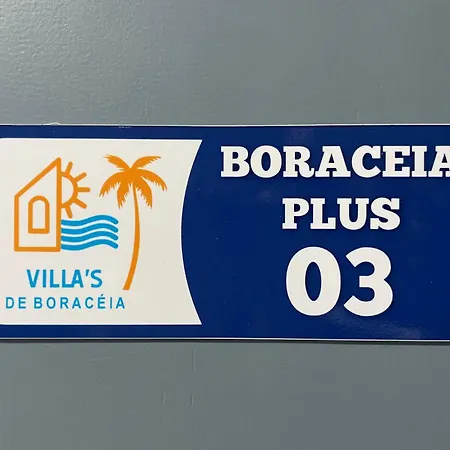 VILLA'S
DE BORACÉIA
BORACEIA
PLUS
03